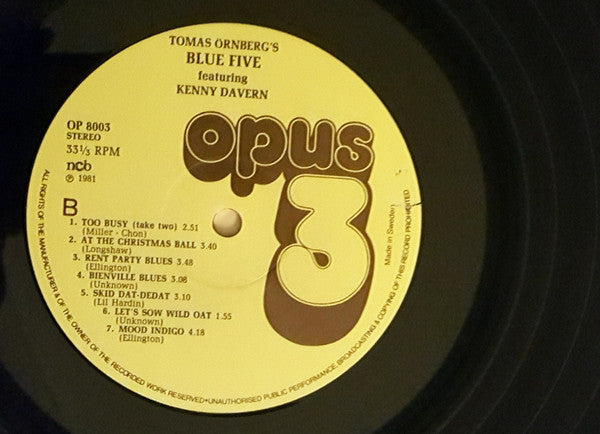 TOMAS ÖRNBERG'S
BLUE FIVE
featuring
KENNY DAVERN
opus
3
OP 8003
STEREO
33⅓ RPM
ncb
℗ 1981
B
1. TOO BUSY (take two) 2.51
(Miller - Chon)
2. AT THE CHRISTMAS BALL 3.40
(Longshaw)
3. RENT PARTY BLUES 3.48
(Ellington)
4. BIENVILLE BLUES 3.08
(Unknown)
5. SKID DAT-DEDAT 3.10
(Lil Hardin)
6. LET'S SOW WILD OAT 1.55
(Unknown)
7. MOOD INDIGO 4.18
(Ellington)
Made in Sweden
ALL RIGHTS OF THE MANUFACTURER & OF THE OWNER OF THE RECORDED WORK RESERVED•UNAUTHORISED PUBLIC PERFORMANCE, BROADCASTING & COPYING OF THIS RECORD PROHIBITED